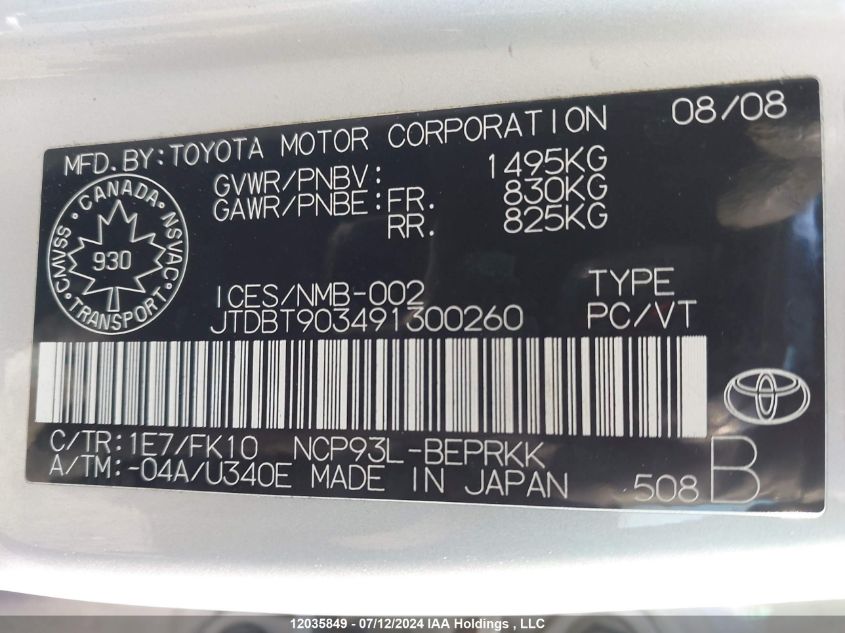 MFD.BY:TOYOTA MOTOR CORPORATION 08/08
GVWR/PNBV: 1495KG
GAWR/PNBE:FR. 830KG
RR. 825KG
CANADA
CMVSS 930 NSVAC
TRANSPORT
ICES/NMB-002 TYPE
JTDBT903491300260 PC/VT
C/TR:1E7/FK10 NCP93L-BEPRKK
A/TM:-04A/U340E MADE IN JAPAN 508 B
12035849 - 07/12/2024 IAA Holdings , LLC